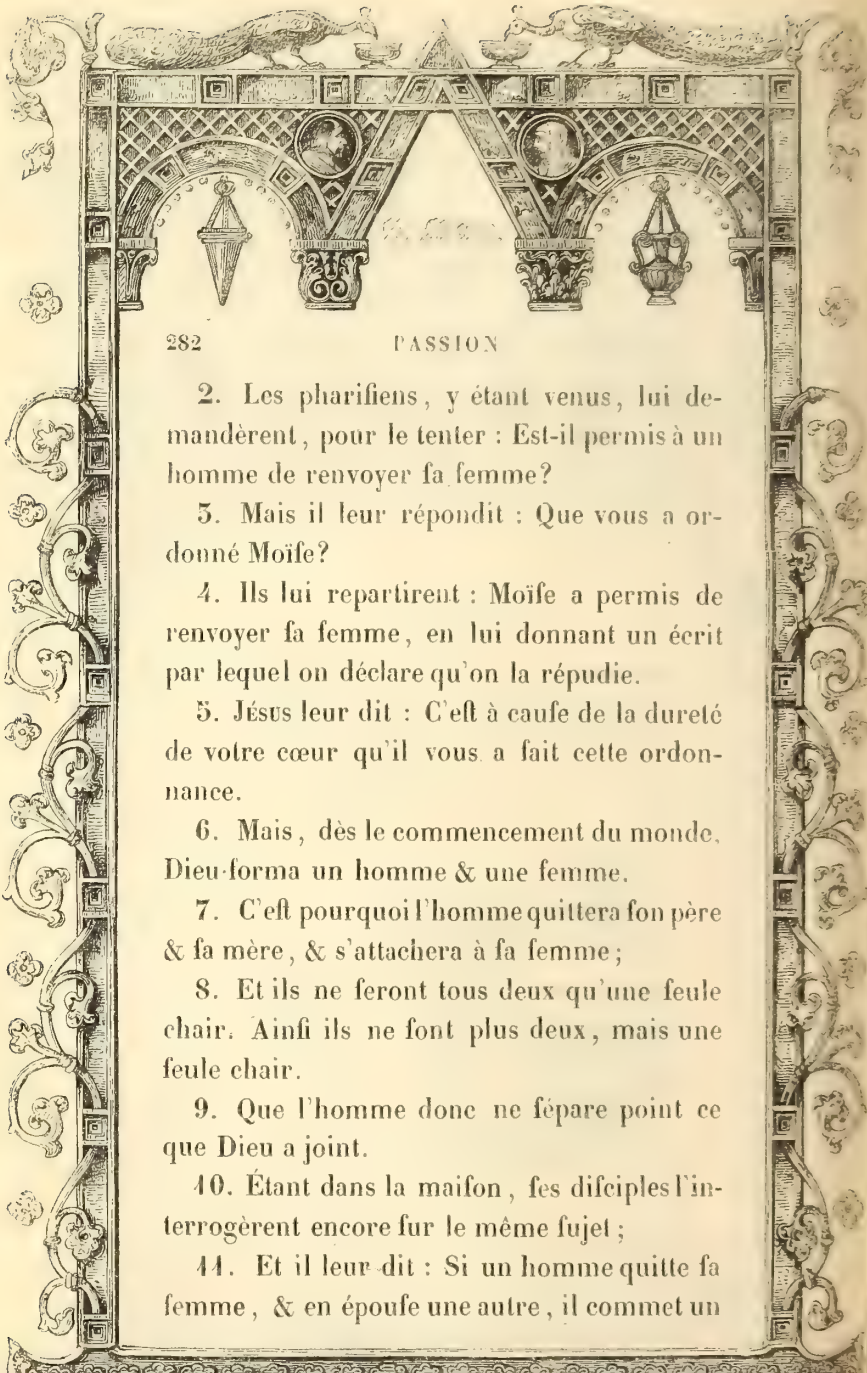 282 PASSION
2. Les pharifiens, y étant venus, lui de-
mandèrent, pour le tenter : Est-il permis à un
homme de renvoyer fa femme?
3. Mais il leur répondit : Que vous a or-
donné Moïfe?
4. Ils lui repartirent : Moïfe a permis de
renvoyer fa femme, en lui donnant un écrit
par lequel on déclare qu'on la répudie.
5. Jésus leur dit : C'eſt à caufe de la dureté
de votre cœur qu'il vous a fait cette ordon-
nance.
6. Mais, dès le commencement du monde,
Dieu forma un homme & une femme.
7. C'eſt pourquoi l'homme quittera fon père
& fa mère, & s'attachera à fa femme;
8. Et ils ne feront tous deux qu'une feule
chair. Ainfi ils ne font plus deux, mais une
feule chair.
9. Que l'homme donc ne fépare point ce
que Dieu a joint.
10. Étant dans la maifon, fes difciples l'in-
terrogèrent encore fur le même fujet;
11. Et il leur dit : Si un homme quitte fa
femme, & en époufe une autre, il commet un